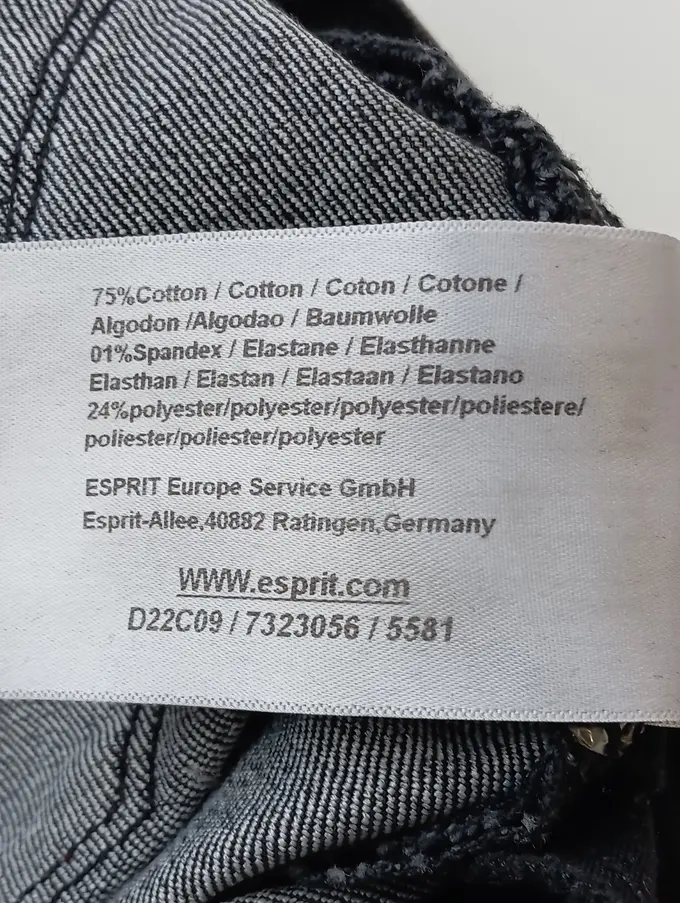 75%Cotton / Cotton / Coton / Cotone /
Algodon /Algodao / Baumwolle
01%Spandex / Elastane / Elasthanne
Elasthan / Elastan / Elastaan / Elastano
24%polyester/polyester/polyester/poliestere/
poliester/poliester/polyester
ESPRIT Europe Service GmbH
Esprit-Allee,40882 Ratingen,Germany
WWW.esprit.com
D22C09 / 7323056 / 5581